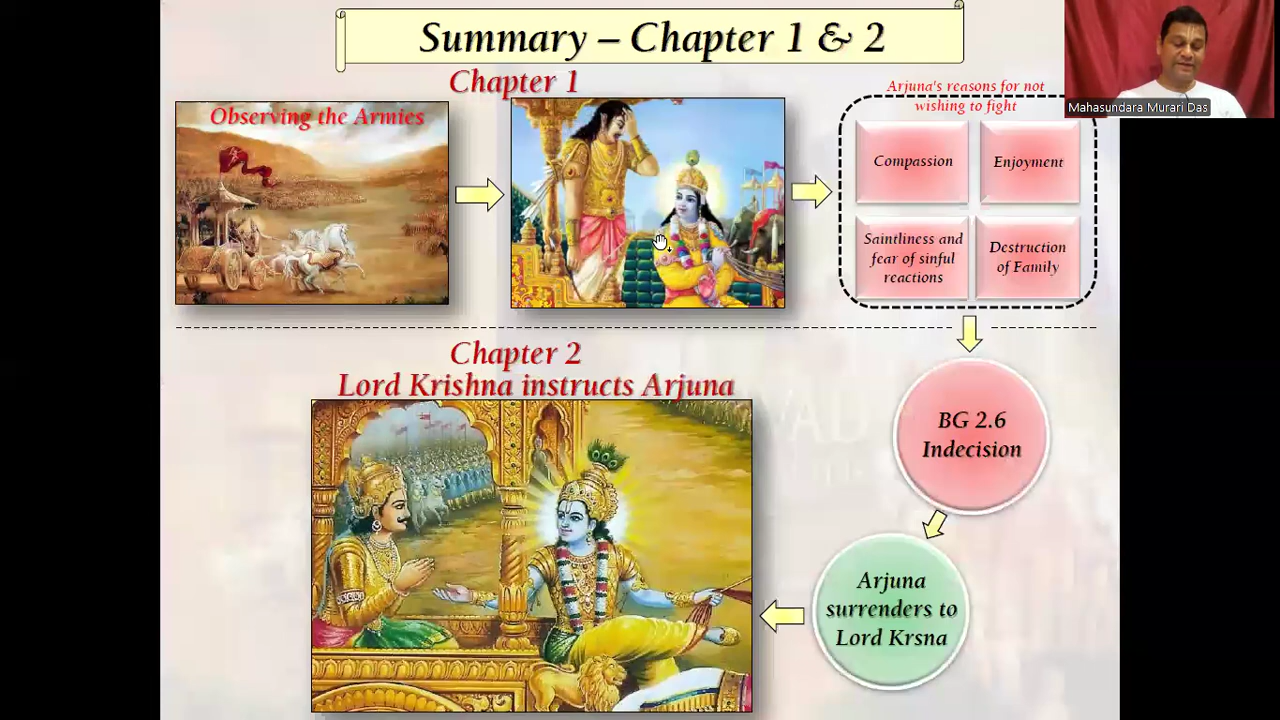 Summary – Chapter 1 & 2
Chapter 1
Observing the Armies
Arjuna's reasons for not
wishing to fight
Mahasundara Murari Das
Compassion
Enjoyment
Saintliness and
fear of sinful
reactions
Destruction
of Family
Chapter 2
Lord Krishna instructs Arjuna
BG 2.6
Indecision
Arjuna
surrenders to
Lord Krsna